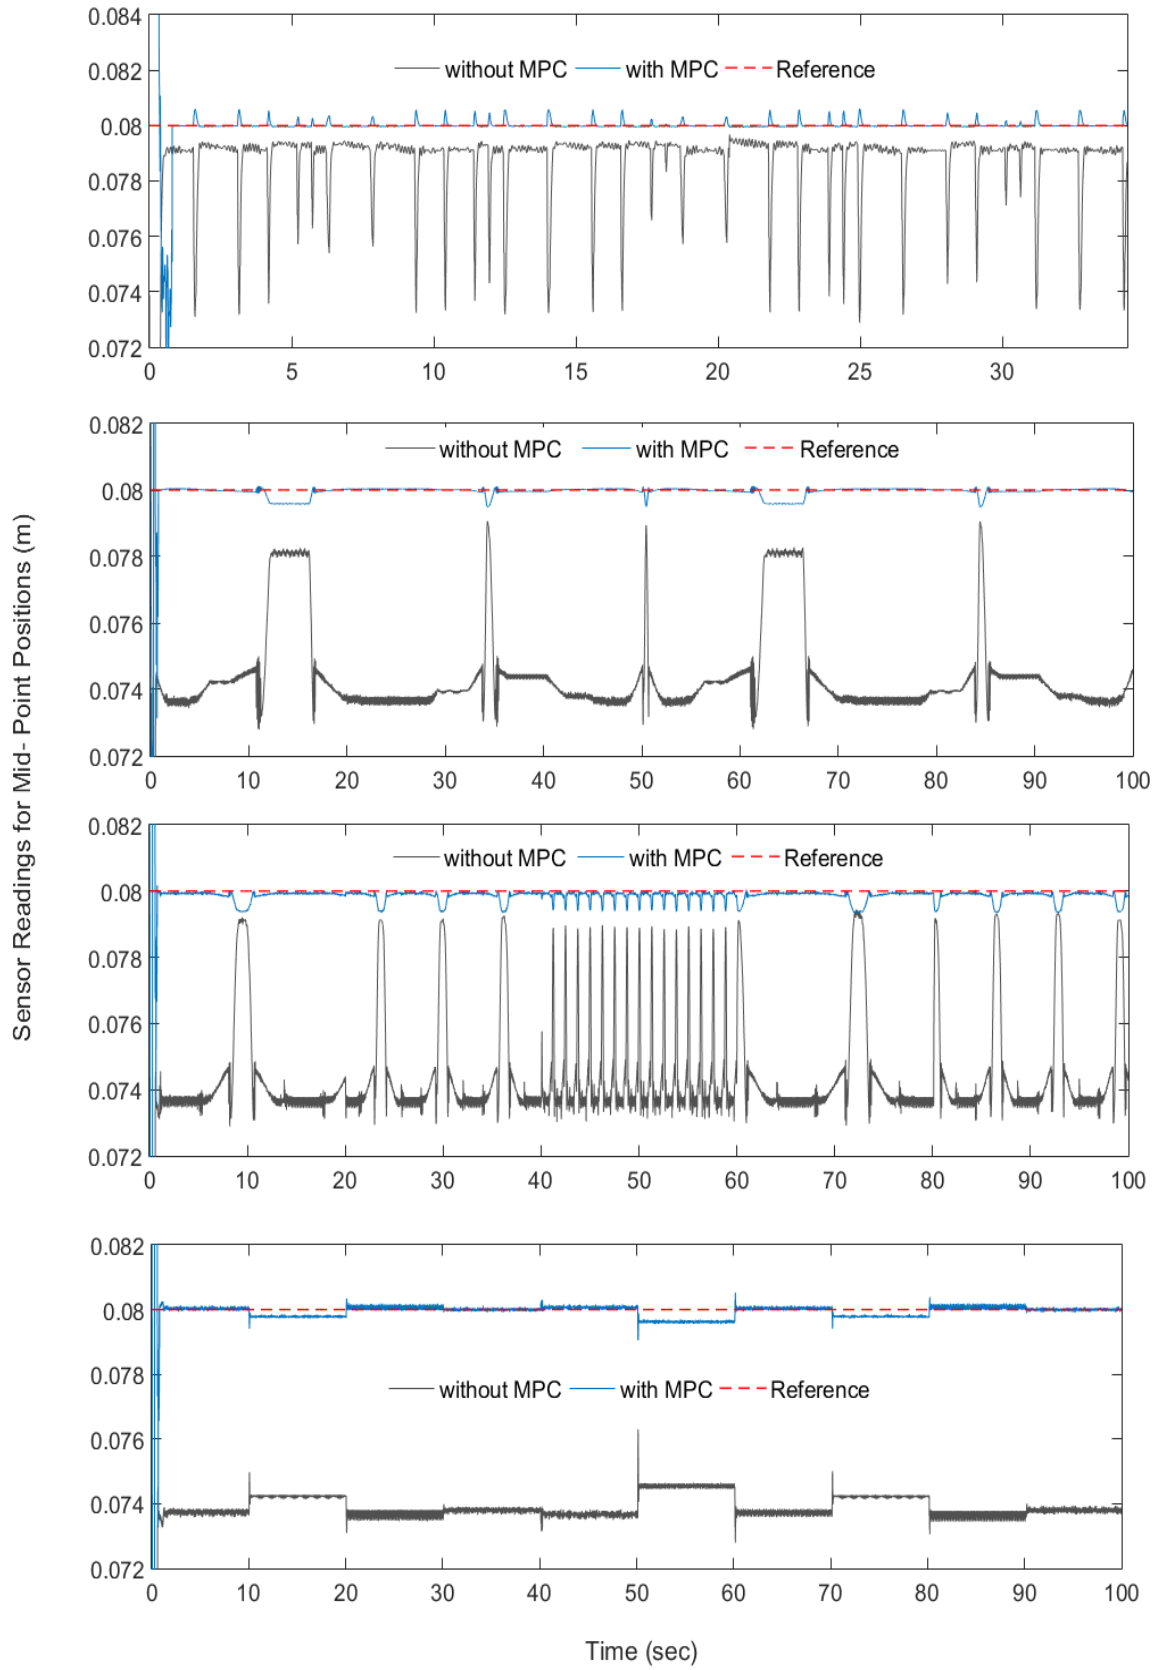 Sensor Readings for Mid- Point Positions (m)
0.084
0.082
0.08
0.078
0.076
0.074
0.072
without MPC with MPC Reference
0 5 10 15 20 25 30
0.082
0.08
0.078
0.076
0.074
0.072
without MPC with MPC Reference
0 10 20 30 40 50 60 70 80 90 100
0.082
0.08
0.078
0.076
0.074
0.072
without MPC with MPC Reference
0 10 20 30 40 50 60 70 80 90 100
0.082
0.08
0.078
0.076
0.074
0.072
without MPC with MPC Reference
0 10 20 30 40 50 60 70 80 90 100
Time (sec)